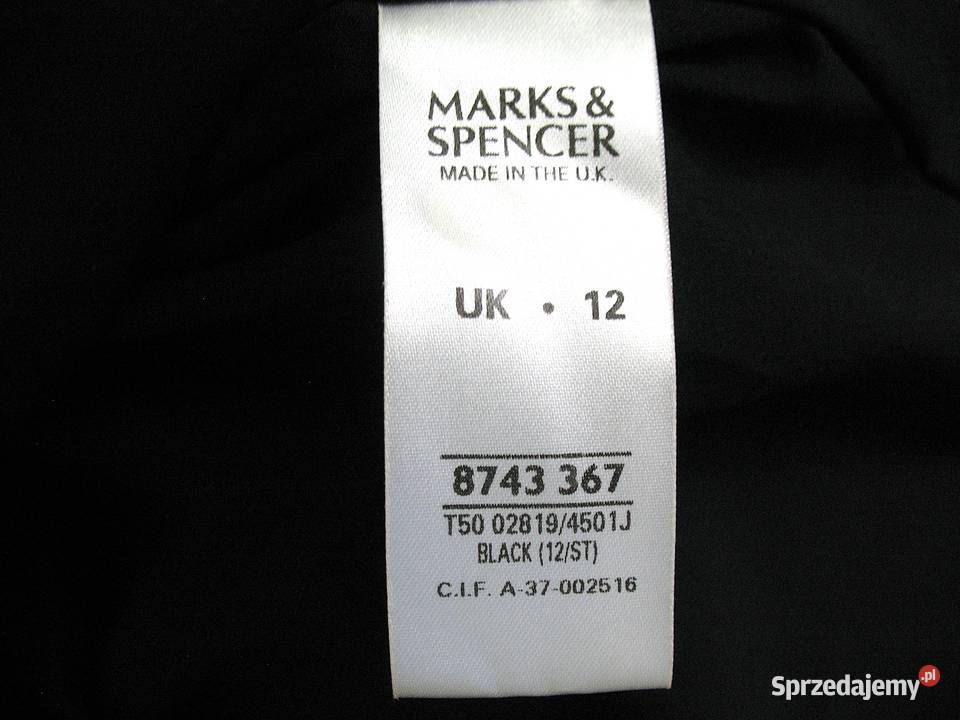 MARKS &
SPENCER
MADE IN THE U.K.
UK • 12
8743 367
T50 02819/4501J
BLACK (12/ST)
C.I.F. A-37-002516
Sprzedajemy.pl